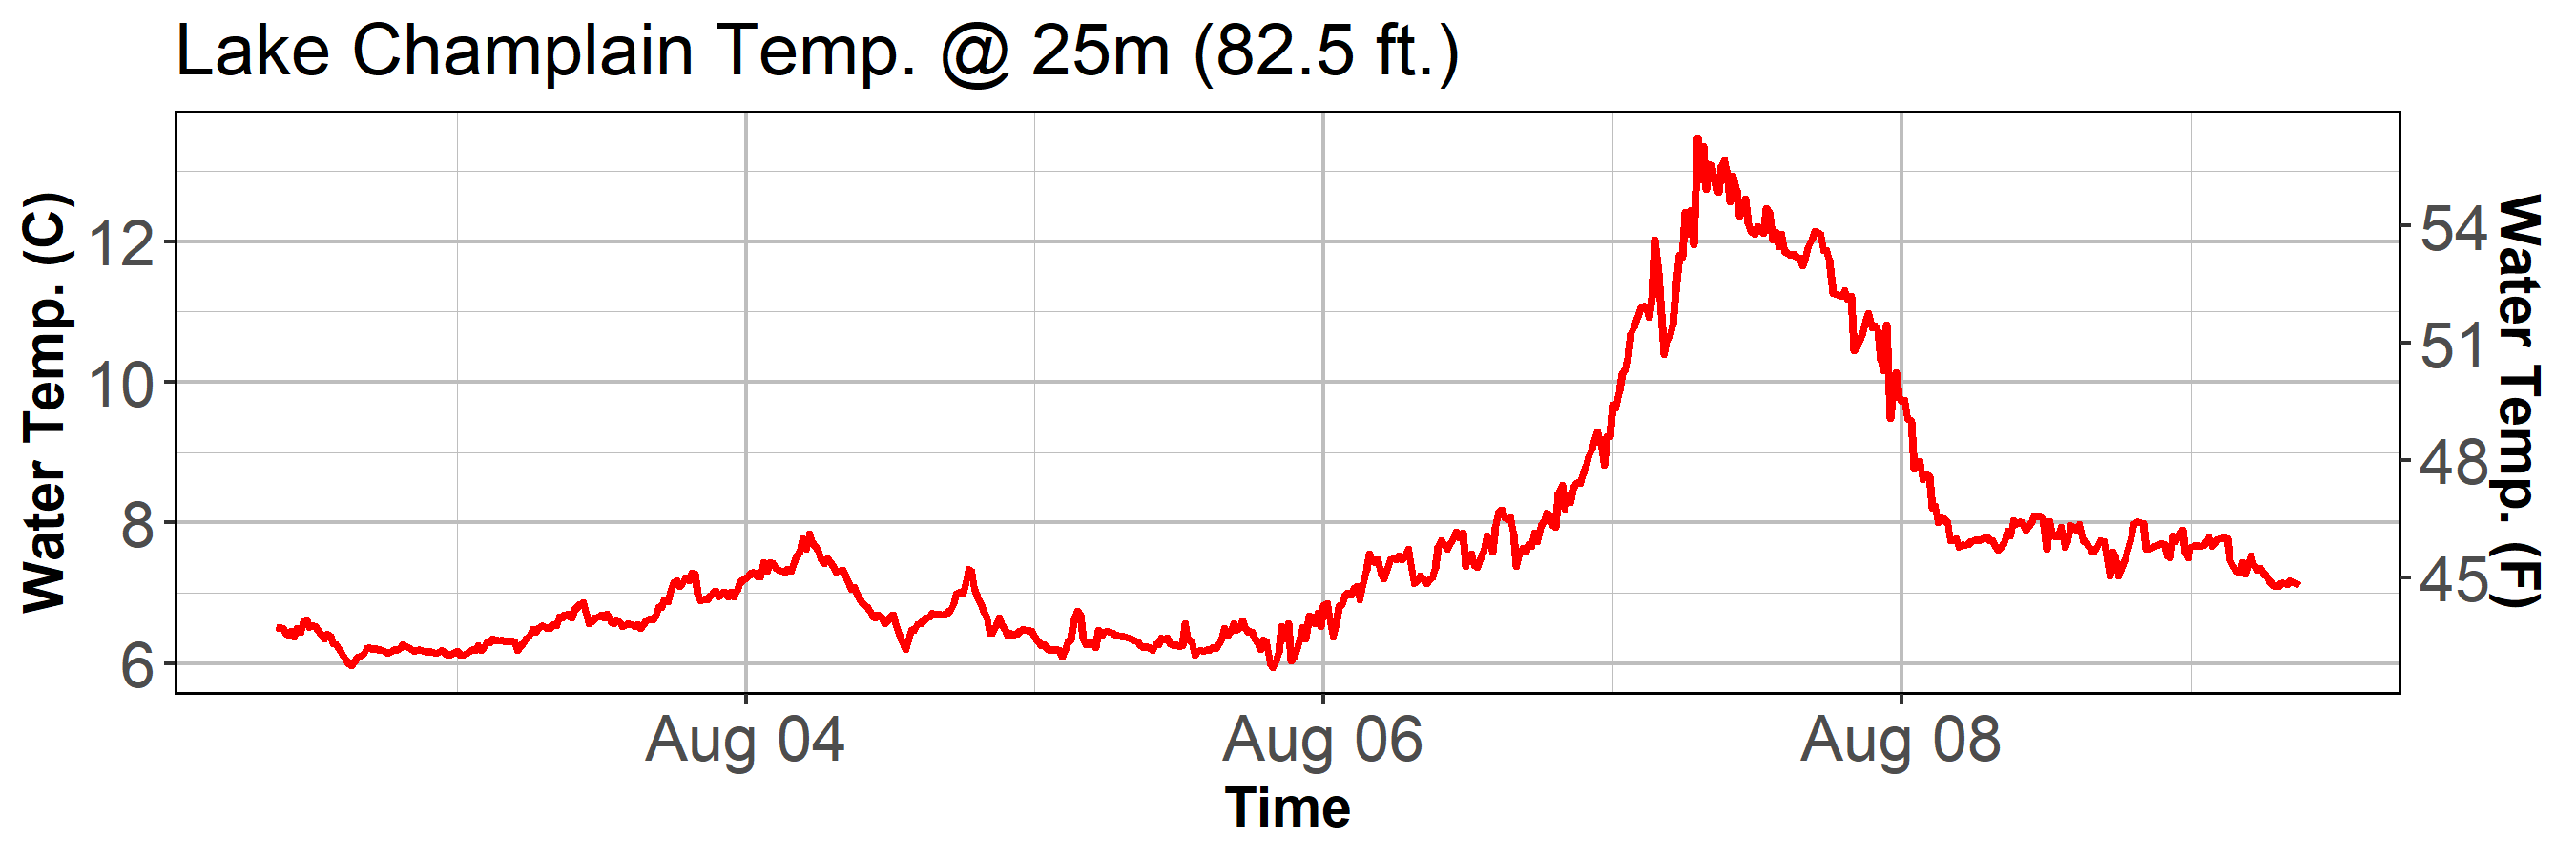 Lake Champlain Temp. @ 25m (82.5 ft.)
Water Temp. (C)
12
10
8
6
54
51
48
45
Water Temp. (F)
Aug 04
Aug 06
Aug 08
Time